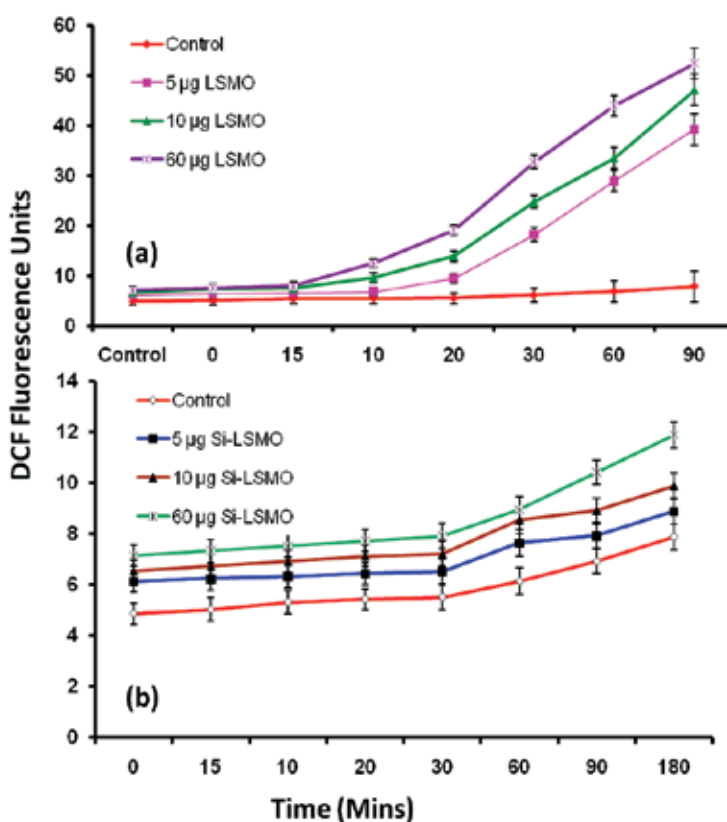 60
50
40
30
20
10
0
Control
5 µg LSMO
10 µg LSMO
60 µg LSMO
(a)
Control 0 15 10 20 30 60 90
DCF Fluorescence Units
14
12
10
8
6
4
2
0
Control
5 µg Si-LSMO
10 µg Si-LSMO
60 µg Si-LSMO
(b)
0 15 10 20 30 60 90 180
Time (Mins)